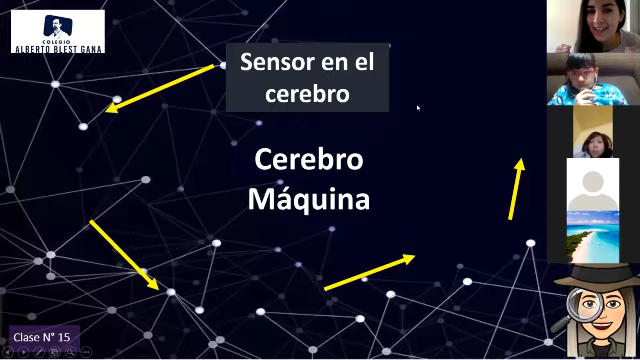 COLEGIO
ALBERTO BLEST GANA
Sensor en el
cerebro
Cerebro
Máquina
Clase N° 15